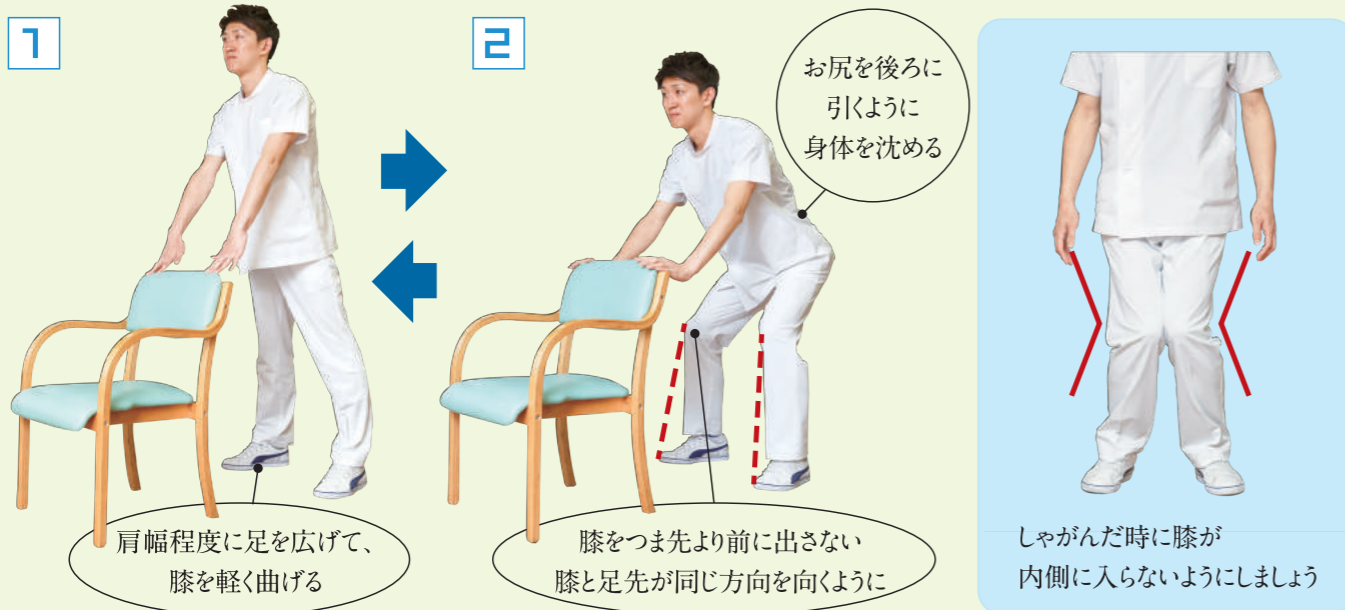 1
肩幅程度に足を広げて、
膝を軽く曲げる
2
お尻を後ろに
引くように
身体を沈める
膝をつま先より前に出さない
膝と足先が同じ方向を向くように
しゃがんだ時に膝が
内側に入らないようにしましょう